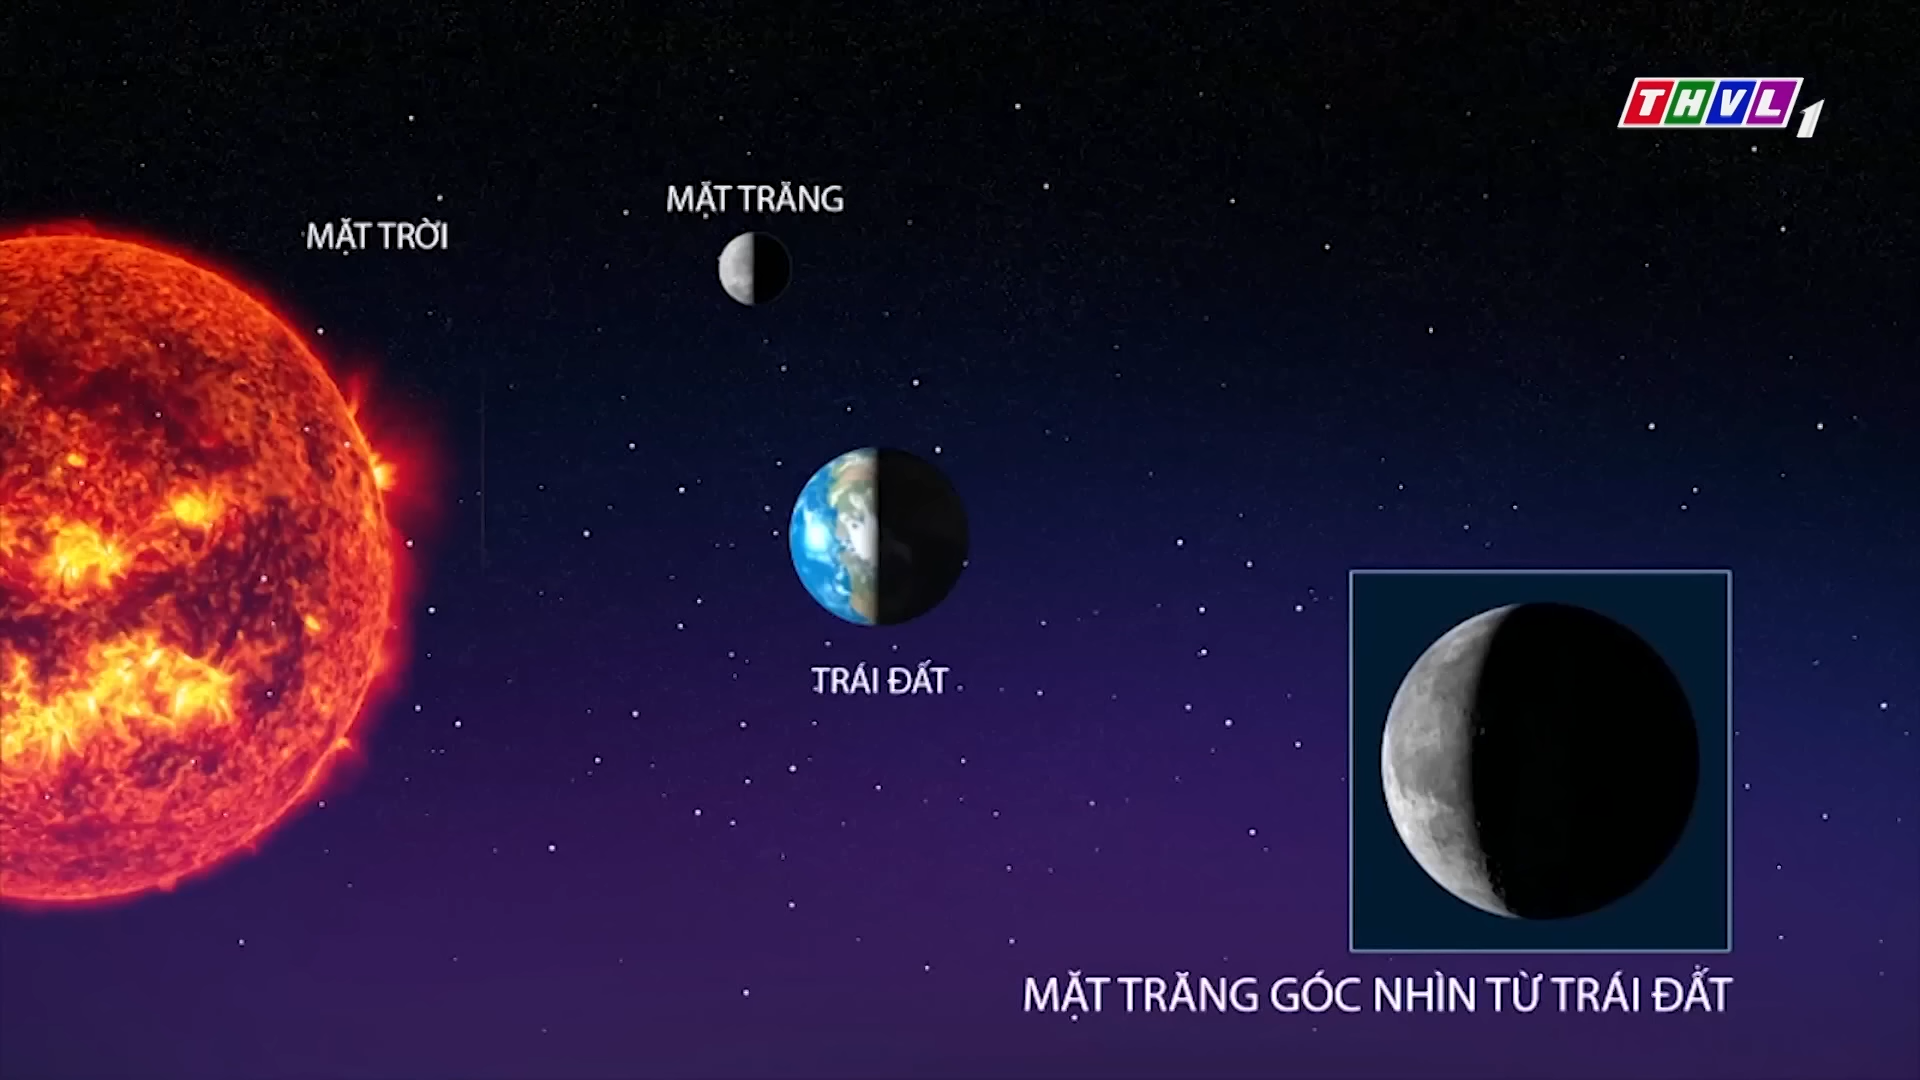 THVL1
MẶT TRĂNG
MẶT TRỜI
TRÁI ĐẤT
MẶT TRĂNG GÓC NHÌN TỪ TRÁI ĐẤT